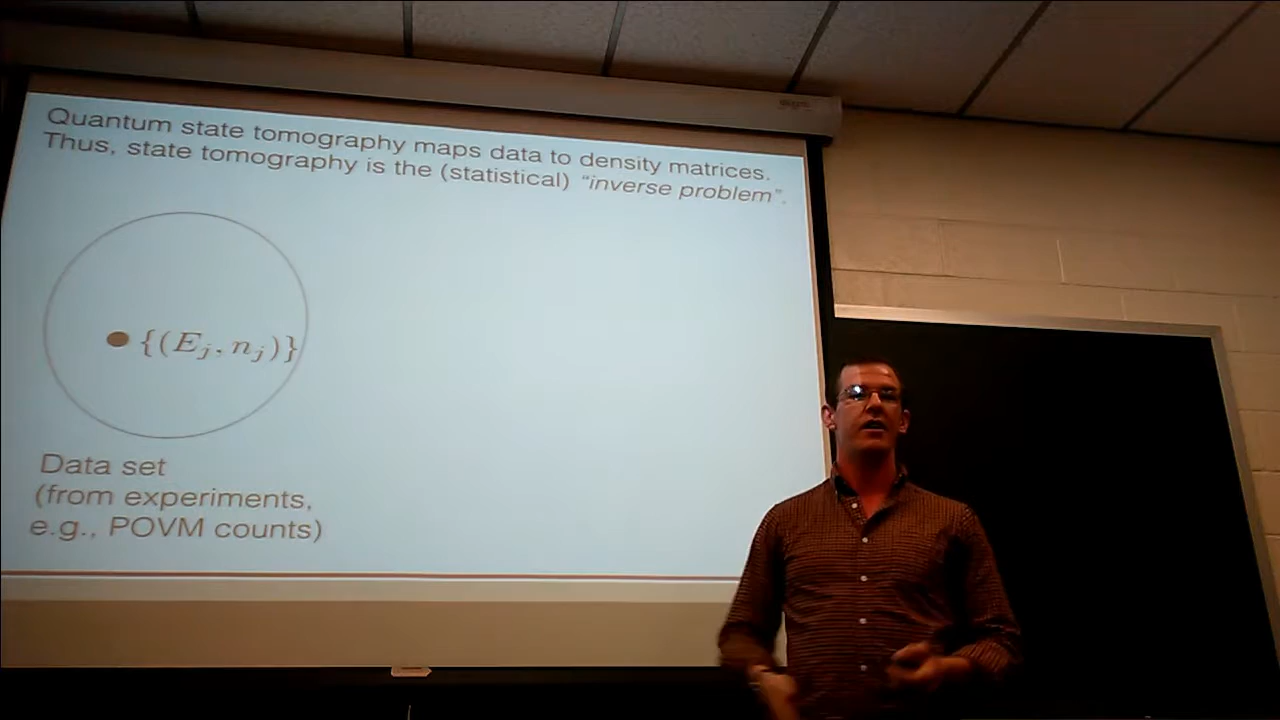 Quantum state tomography maps data to density matrices.
Thus, state tomography is the (statistical) “inverse problem”.
{(E_j, n_j)}
Data set
(from experiments,
e.g., POVM counts)